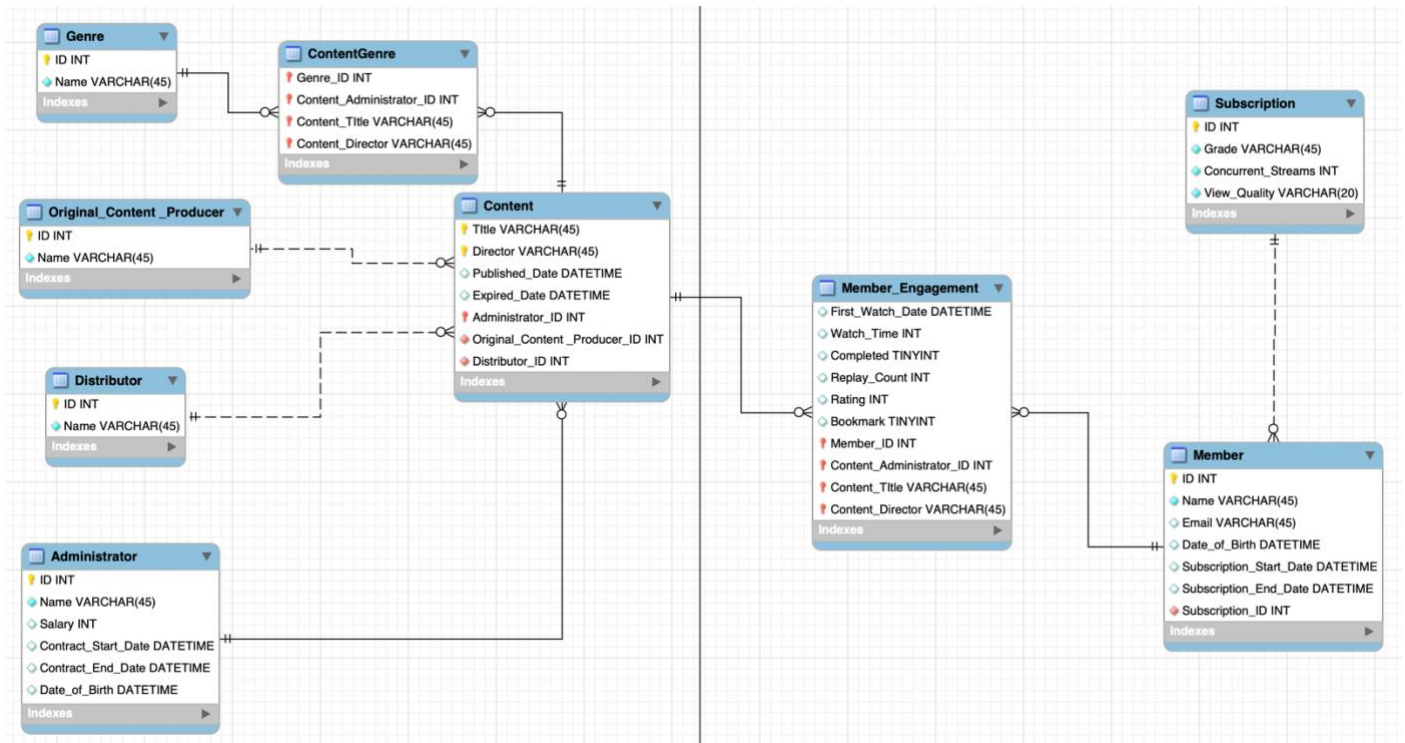 Genre
ID INT
Name VARCHAR(45)
Indexes
ContentGenre
Genre_ID INT
Content_Administrator_ID INT
Content_TItle VARCHAR(45)
Content_Director VARCHAR(45)
Indexes
Original_Content _Producer
ID INT
Name VARCHAR(45)
Indexes
Content
TItle VARCHAR(45)
Director VARCHAR(45)
Published_Date DATETIME
Expired_Date DATETIME
Administrator_ID INT
Original_Content _Producer_ID INT
Distributor_ID INT
Indexes
Distributor
ID INT
Name VARCHAR(45)
Indexes
Administrator
ID INT
Name VARCHAR(45)
Salary INT
Contract_Start_Date DATETIME
Contract_End_Date DATETIME
Date_of_Birth DATETIME
Indexes
Member_Engagement
First_Watch_Date DATETIME
Watch_Time INT
Completed TINYINT
Replay_Count INT
Rating INT
Bookmark TINYINT
Member_ID INT
Content_Administrator_ID INT
Content_TItle VARCHAR(45)
Content_Director VARCHAR(45)
Indexes
Subscription
ID INT
Grade VARCHAR(45)
Concurrent_Streams INT
View_Quality VARCHAR(20)
Indexes
Member
ID INT
Name VARCHAR(45)
Email VARCHAR(45)
Date_of_Birth DATETIME
Subscription_Start_Date DATETIME
Subscription_End_Date DATETIME
Subscription_ID INT
Indexes